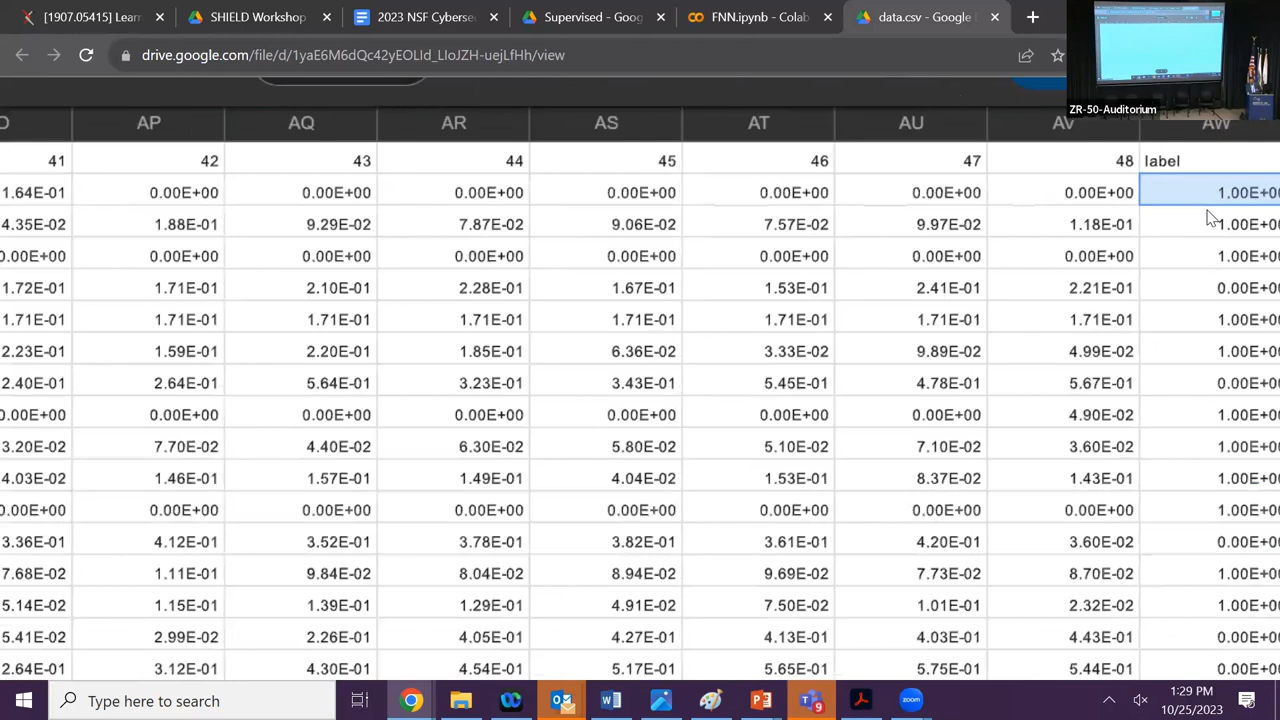 [1907.05415] Learn
SHIELD Workshop
data.csv - Google
FNN.ipynb - Colab
drive.google.com/file/d/
ZR-50-Auditorium
AP AQ AR AS AT AU AV AW
41 42 43 44 45 46 47 48 label
1.64E-01 0.00E+00 0.00E+00 0.00E+00 0.00E+00 0.00E+00 0.00E+00 0.00E+00 1.00E+00
4.35E-02 1.88E-01 9.29E-02 7.87E-02 9.06E-02 7.57E-02 9.97E-02 1.18E-01 1.00E+00
0.00E+00 0.00E+00 0.00E+00 0.00E+00 0.00E+00 0.00E+00 0.00E+00 0.00E+00 1.00E+00
1.72E-01 1.71E-01 2.10E-01 2.28E-01 1.67E-01 1.53E-01 2.41E-01 2.21E-01 0.00E+00
1.71E-01 1.71E-01 1.71E-01 1.71E-01 1.71E-01 1.71E-01 1.71E-01 1.71E-01 1.00E+00
2.23E-01 1.59E-01 2.20E-01 1.85E-01 6.36E-02 3.33E-02 9.89E-02 4.99E-02 1.00E+00
2.40E-01 2.64E-01 5.64E-01 3.23E-01 3.43E-01 5.45E-01 4.78E-01 5.67E-01 0.00E+00
0.00E+00 0.00E+00 0.00E+00 0.00E+00 0.00E+00 0.00E+00 0.00E+00 4.90E-02 1.00E+00
3.20E-02 7.70E-02 4.40E-02 6.30E-02 5.80E-02 5.10E-02 7.10E-02 3.60E-02 1.00E+00
4.03E-02 1.46E-01 1.57E-01 1.49E-01 4.04E-02 1.53E-01 8.37E-02 1.43E-01 1.00E+00
0.00E+00 0.00E+00 0.00E+00 0.00E+00 0.00E+00 0.00E+00 0.00E+00 0.00E+00 1.00E+00
3.36E-01 4.12E-01 3.52E-01 3.78E-01 3.82E-01 3.61E-01 4.20E-01 3.60E-02 0.00E+00
7.68E-02 1.11E-01 9.84E-02 8.04E-02 8.94E-02 9.69E-02 7.73E-02 8.70E-02 1.00E+00
5.14E-02 1.15E-01 1.39E-01 1.29E-01 4.91E-02 7.50E-02 1.01E-01 2.32E-02 1.00E+00
5.41E-02 2.99E-02 2.26E-01 4.05E-01 4.27E-01 4.13E-01 4.03E-01 4.43E-01 0.00E+00
2.64E-01 3.12E-01 4.30E-01 4.54E-01 5.17E-01 5.65E-01 5.75E-01 5.44E-01 0.00E+00
Type here to search
9
zoom
1:29 PM
10/25/2023